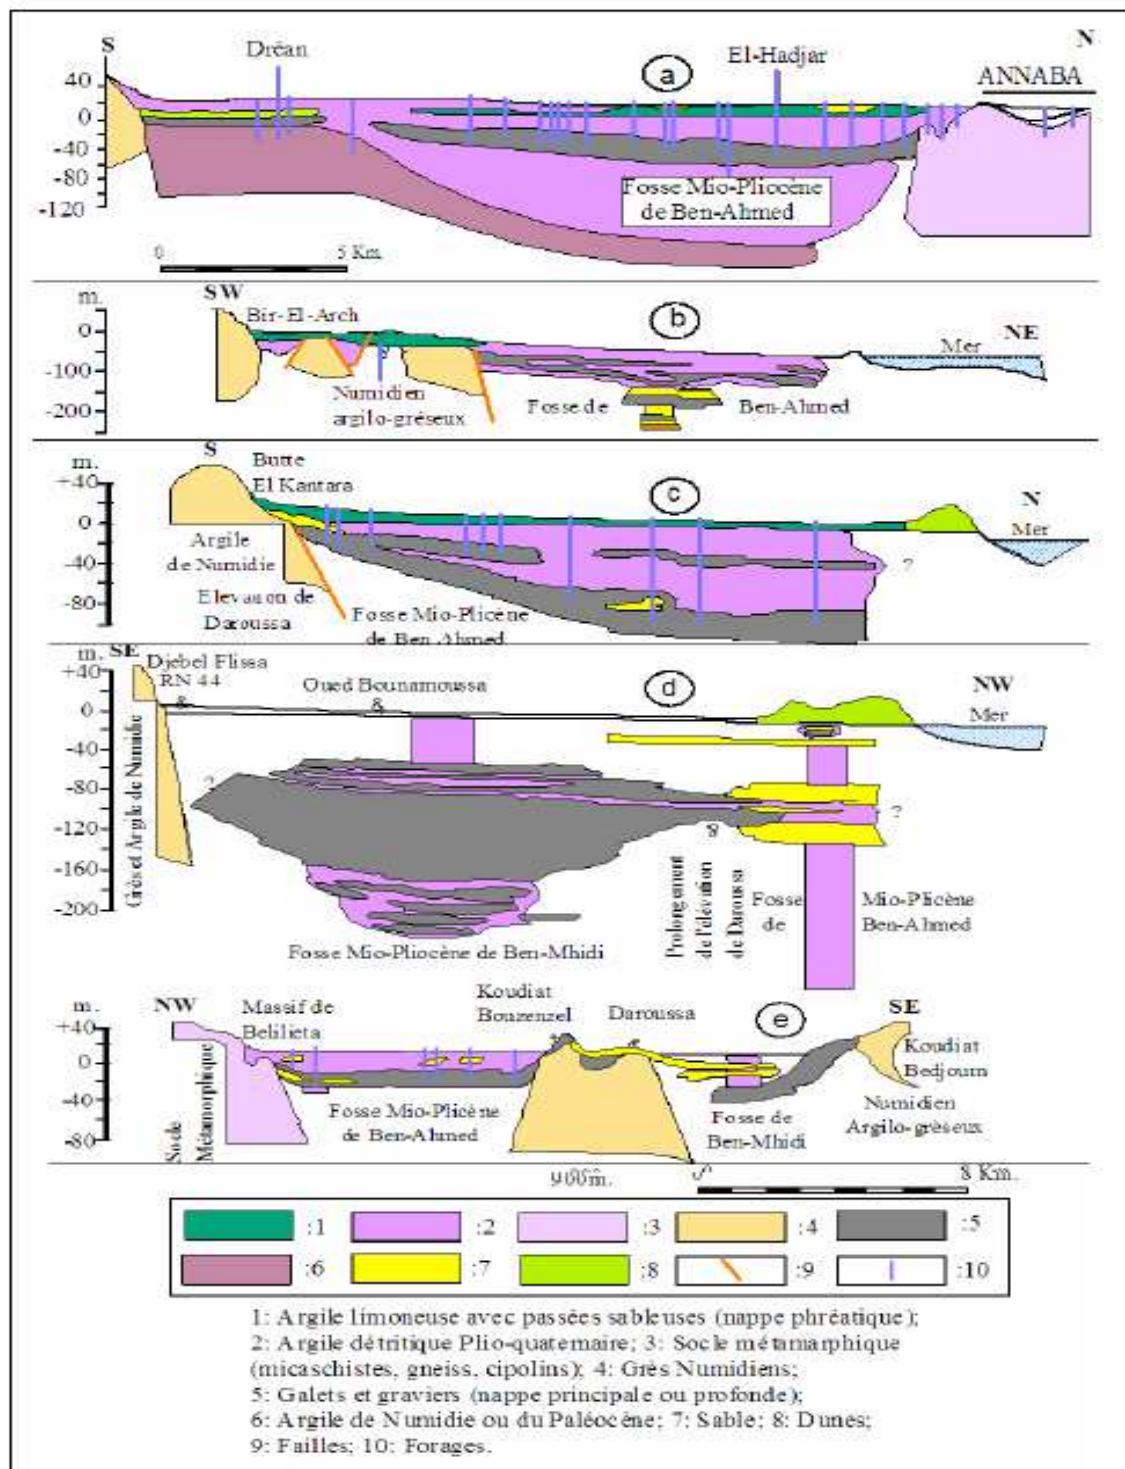 S
Dréan
a
El-Hadjar
N
ANNABA
40
0
-40
-80
-120
Fosse Mio-Pliocène
de Ben-Ahmed
0
5 Km.
m.
SW
Bir-El-Arch
b
NE
Mer
0
-100
-200
Numidien
argilo-gréseux
Fosse de
Ben-Ahmed
m.
S
Butte
El Kantara
c
N
Mer
+40
0
-40
-80
Argile
de Numidie
Elevation de
Daroussa
Fosse Mio-Plicène
de Ben Ahmed
?
m.
SE
Djebel Flissa
RN 44
Oued Bounamoussa
d
NW
Mer
+40
0
-40
-80
-120
-160
-200
Grès et Argile de Numidie
?
?
Prolongement
de l'élévation
de Daroussa
Fosse
de
Mio-Plicène
Ben-Ahmed
Fosse Mio-Pliocène de Ben-Mhidi
m.
NW
Massif de
Belilieta
Koudiat
Bouzenzel
Daroussa
e
SE
Koudiat
Bedjoum
+40
0
-40
-80
Socle
Métamorphique
Fosse Mio-Plicène
de Ben-Ahmed
Fosse de
Ben-Mhidi
Numidien
Argilo-grèseux
900m.
0
8 Km.
:1
:2
:3
:4
:5
:6
:7
:8
:9
:10
1: Argile limoneuse avec passées sableuses (nappe phréatique);
2: Argile détritique Plio-quaternaire; 3: Socle métamarphique
(micaschistes, gneiss, cipolins); 4: Grès Numidiens;
5: Galets et graviers (nappe principale ou profonde);
6: Argile de Numidie ou du Paléocène; 7: Sable; 8: Dunes;
9: Failles; 10: Forages.